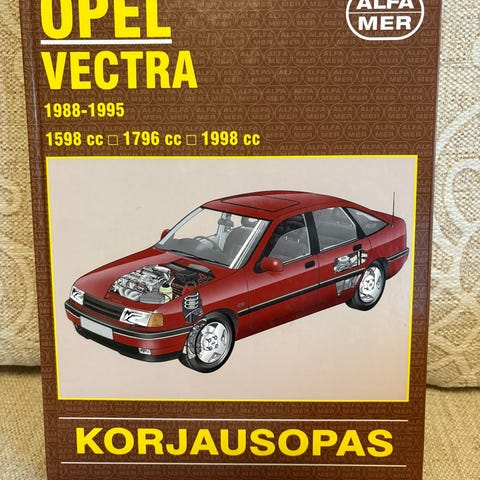 OPEL
ALFA
MER
VECTRA
1988-1995
1598 cc □ 1796 cc □ 1998 cc
KORJAUSOPAS